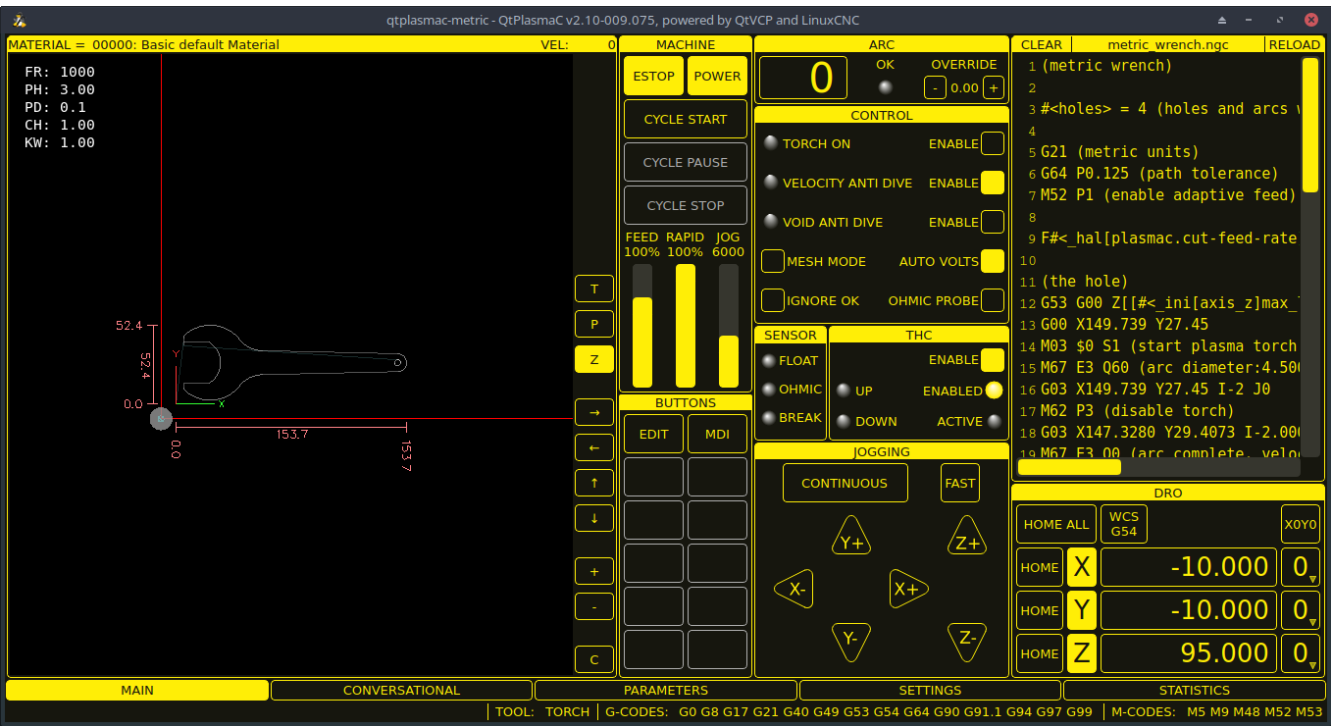 qtplasmac-metric - QtPlasmaC v2.10-009.075, powered by QtVCP and LinuxCNC
MATERIAL = 00000: Basic default Material VEL: 0
FR: 1000
PH: 3.00
PD: 0.1
CH: 1.00
KW: 1.00
52.4
52.4
Y
0.0
X
0.0
153.7
153.7
T
P
Z
→
←
↑
↓
+
-
C
MACHINE
ESTOP POWER
CYCLE START
CYCLE PAUSE
CYCLE STOP
FEED RAPID JOG
100% 100% 6000
BUTTONS
EDIT MDI
ARC
0 OK OVERRIDE
- 0.00 +
CONTROL
TORCH ON ENABLE
VELOCITY ANTI DIVE ENABLE
VOID ANTI DIVE ENABLE
MESH MODE AUTO VOLTS
IGNORE OK OHMIC PROBE
SENSOR
FLOAT
OHMIC
BREAK
THC
ENABLE
UP ENABLED
DOWN ACTIVE
JOGGING
CONTINUOUS FAST
Y+ Z+
X- X+
Y- Z-
CLEAR metric_wrench.ngc RELOAD
1 (metric wrench)
2
3 #<holes> = 4 (holes and arcs
4
5 G21 (metric units)
6 G64 P0.125 (path tolerance)
7 M52 P1 (enable adaptive feed)
8
9 F#<_hal[plasmac.cut-feed-rate
10
11 (the hole)
12 G53 G00 Z[[#<_ini[axis_z]max_
13 G00 X149.739 Y27.45
14 M03 $0 S1 (start plasma torch
15 M67 E3 Q60 (arc diameter:4.50
16 G03 X149.739 Y27.45 I-2 J0
17 M62 P3 (disable torch)
18 G03 X147.3280 Y29.4073 I-2.00
19 M67 E3 Q0 (arc complete, velo
DRO
HOME ALL WCS G54 X0Y0
HOME X -10.000 0
HOME Y -10.000 0
HOME Z 95.000 0
MAIN CONVERSATIONAL PARAMETERS SETTINGS STATISTICS
TOOL: TORCH G-CODES: G0 G8 G17 G21 G40 G49 G53 G54 G64 G90 G91.1 G94 G97 G99 M-CODES: M5 M9 M48 M52 M53